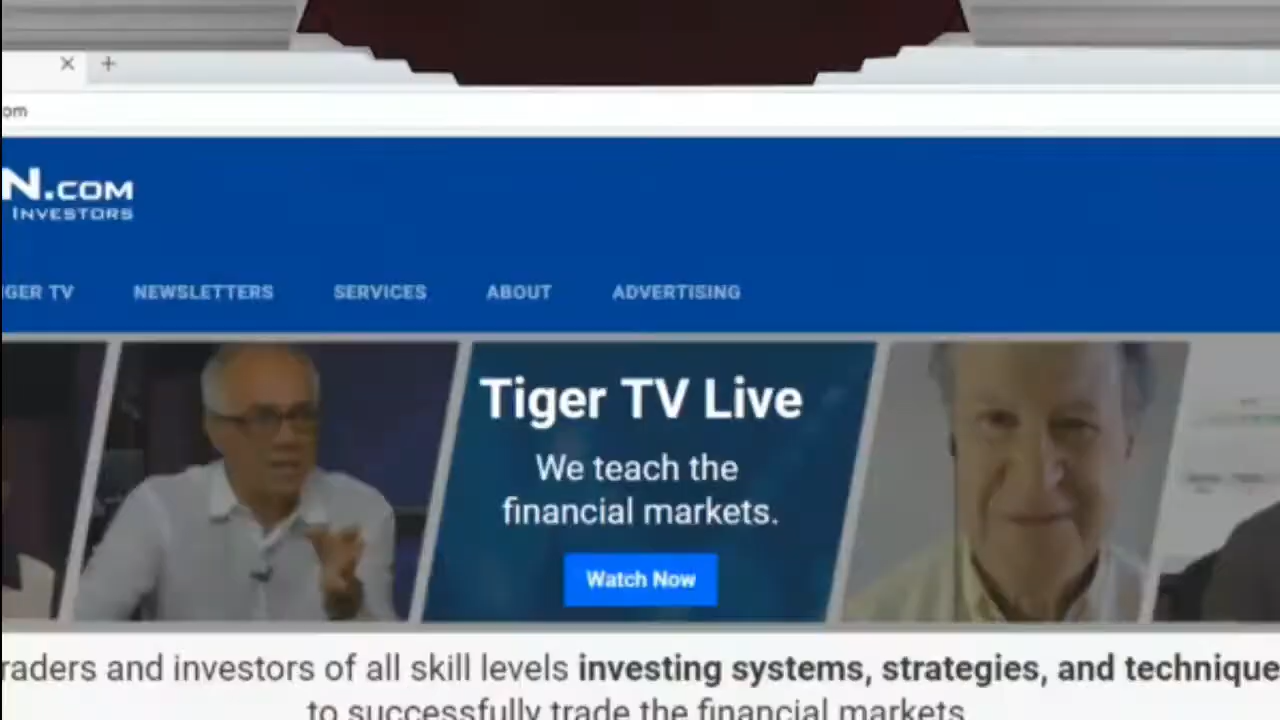 om
N.COM
INVESTORS
IGER TV NEWSLETTERS SERVICES ABOUT ADVERTISING
Tiger TV Live
We teach the
financial markets.
Watch Now
raders and investors of all skill levels investing systems, strategies, and technique
to successfully trade the financial markets